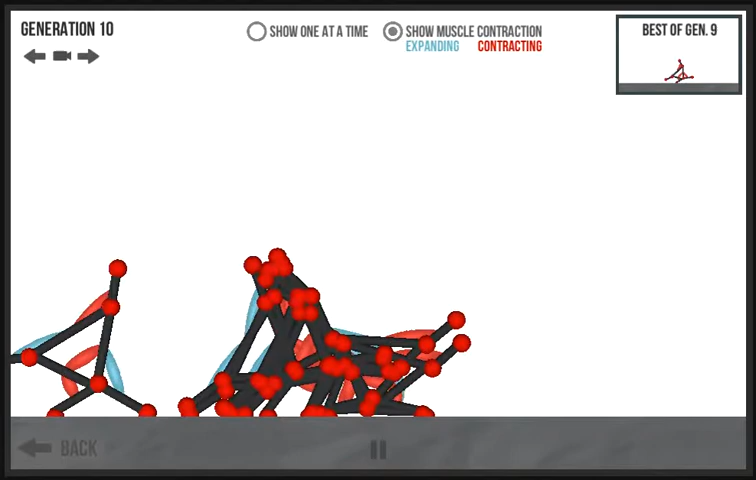 GENERATION 10
SHOW ONE AT A TIME
SHOW MUSCLE CONTRACTION
EXPANDING CONTRACTING
BEST OF GEN. 9
BACK